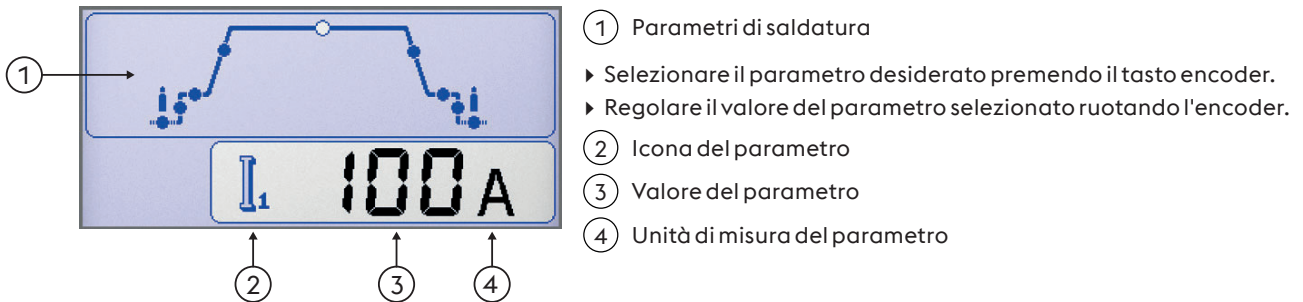 1 Parametri di saldatura
1
▸ Selezionare il parametro desiderato premendo il tasto encoder.
▸ Regolare il valore del parametro selezionato ruotando l'encoder.
2 Icona del parametro
I1 100 A
3 Valore del parametro
4 Unità di misura del parametro
2 3 4